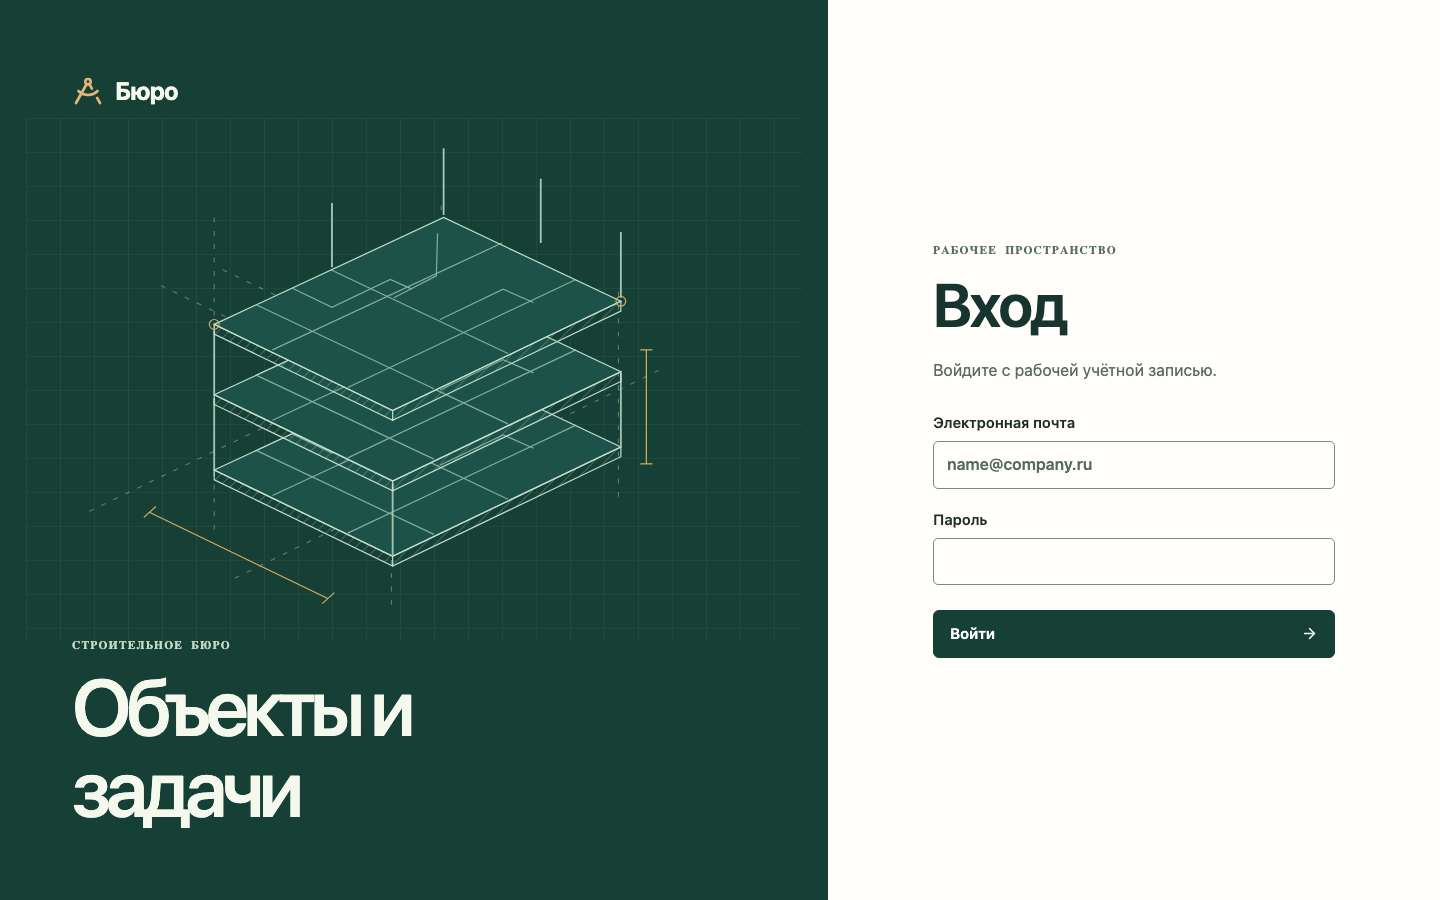 Бюро
СТРОИТЕЛЬНОЕ БЮРО
Объекты и
задачи
РАБОЧЕЕ ПРОСТРАНСТВО
Вход
Войдите с рабочей учётной записью.
Электронная почта
name@company.ru
Пароль
Войти